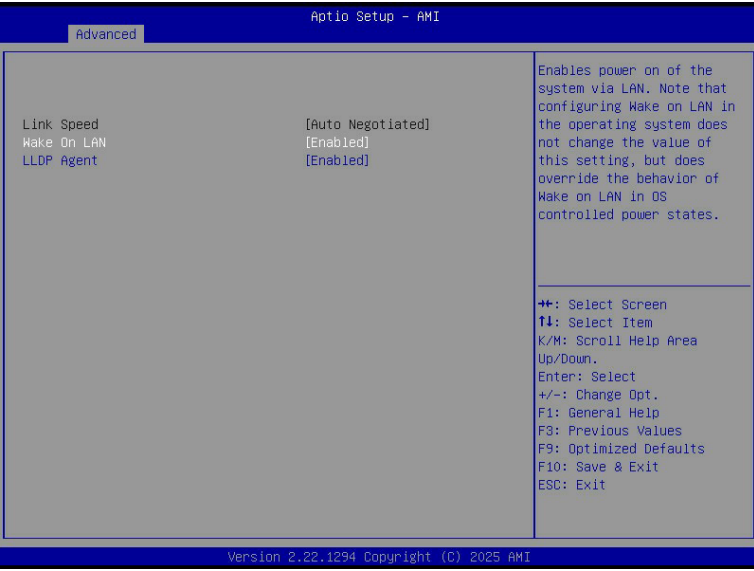 Aptio Setup – AMI
Advanced
Link Speed [Auto Negotiated]
Wake On LAN [Enabled]
LLDP Agent [Enabled]
Enables power on of the
system via LAN. Note that
configuring Wake on LAN in
the operating system does
not change the value of
this setting, but does
override the behavior of
Wake on LAN in OS
controlled power states.
→←: Select Screen
↑↓: Select Item
K/M: Scroll Help Area
Up/Down.
Enter: Select
+/-: Change Opt.
F1: General Help
F3: Previous Values
F9: Optimized Defaults
F10: Save & Exit
ESC: Exit
Version 2.22.1294 Copyright (C) 2025 AMI